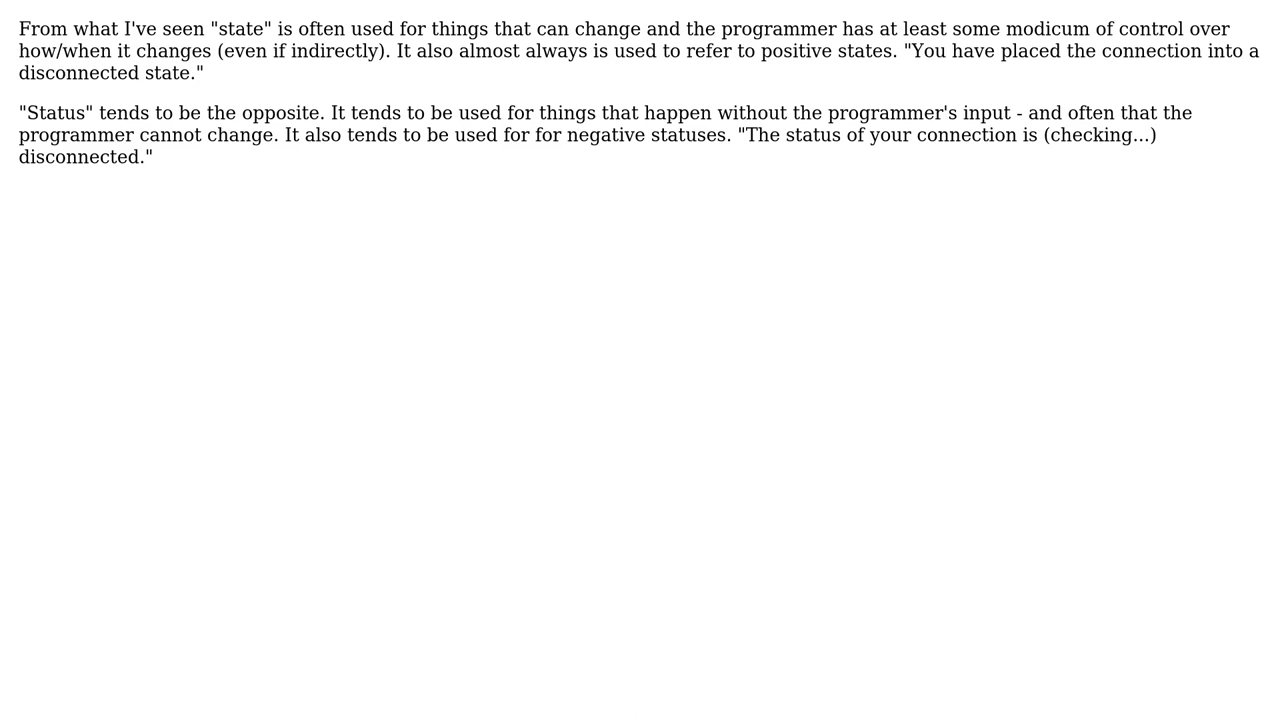 From what I've seen "state" is often used for things that can change and the programmer has at least some modicum of control over
how/when it changes (even if indirectly). It also almost always is used to refer to positive states. "You have placed the connection into a
disconnected state."
"Status" tends to be the opposite. It tends to be used for things that happen without the programmer's input - and often that the
programmer cannot change. It also tends to be used for for negative statuses. "The status of your connection is (checking...)
disconnected."